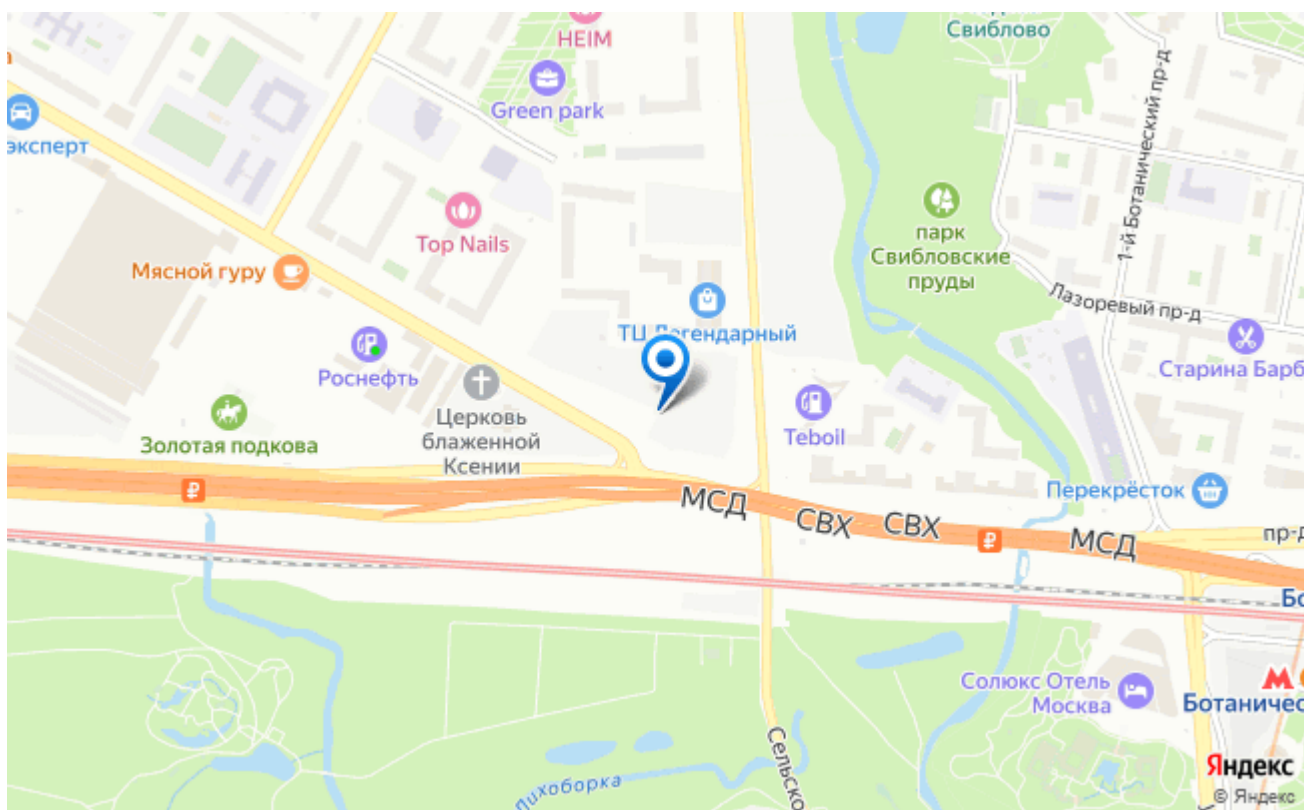 Свиблово
HEIM
Green park
эксперт
1-й Ботанический пр-д
Top Nails
парк
Свибловские
пруды
Мясной гуру
Лазоревый пр-д
ТЦ Легендарный
Роснефть
Старина Барб
Церковь
блаженной
Ксении
Teboil
Золотая подкова
Перекрёсток
МСД
СВХ
СВХ
МСД
пр-д
Бо
Солюкс Отель
Москва
М
Ботаничес
Сельско
Лихоборка
Яндекс
© Яндекс